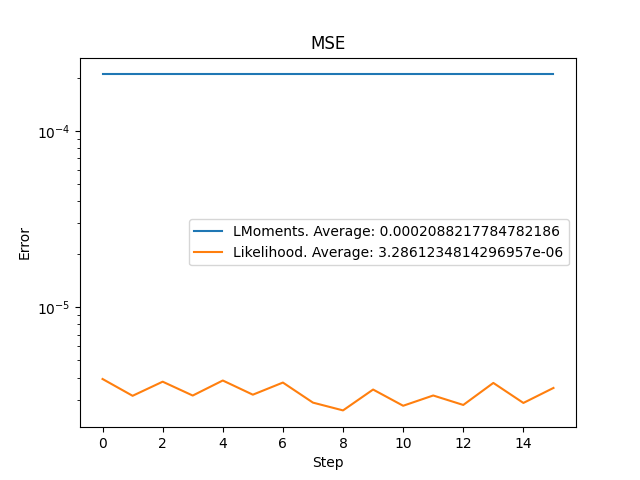 MSE
10⁻⁴
10⁻⁵
Error
LMoments. Average: 0.0002088217784782186
Likelihood. Average: 3.2861234814296957e-06
0 2 4 6 8 10 12 14
Step